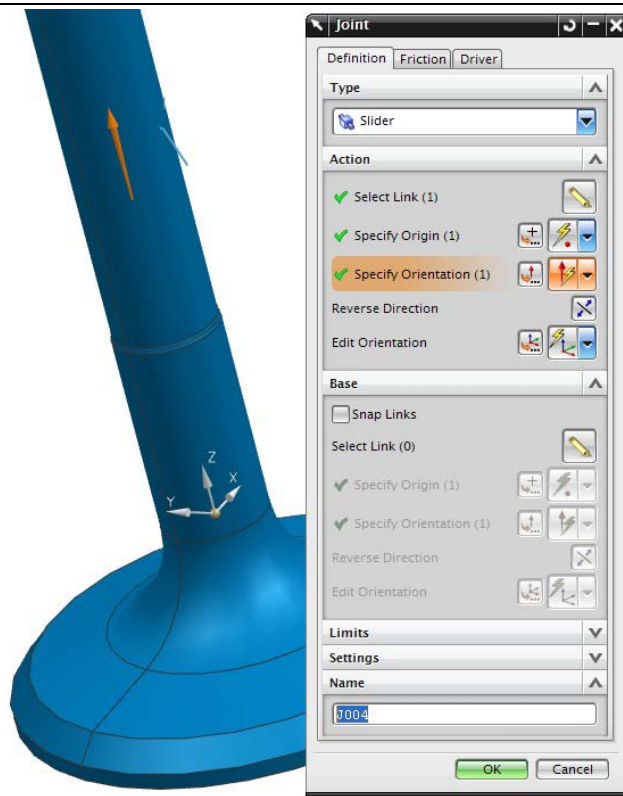 Joint
Definition Friction Driver
Type
Slider
Action
Select Link (1)
Specify Origin (1)
Specify Orientation (1)
Reverse Direction
Edit Orientation
Base
Snap Links
Select Link (0)
Specify Origin (1)
Specify Orientation (1)
Reverse Direction
Edit Orientation
Limits
Settings
Name
J004
OK Cancel
Z
X
Y